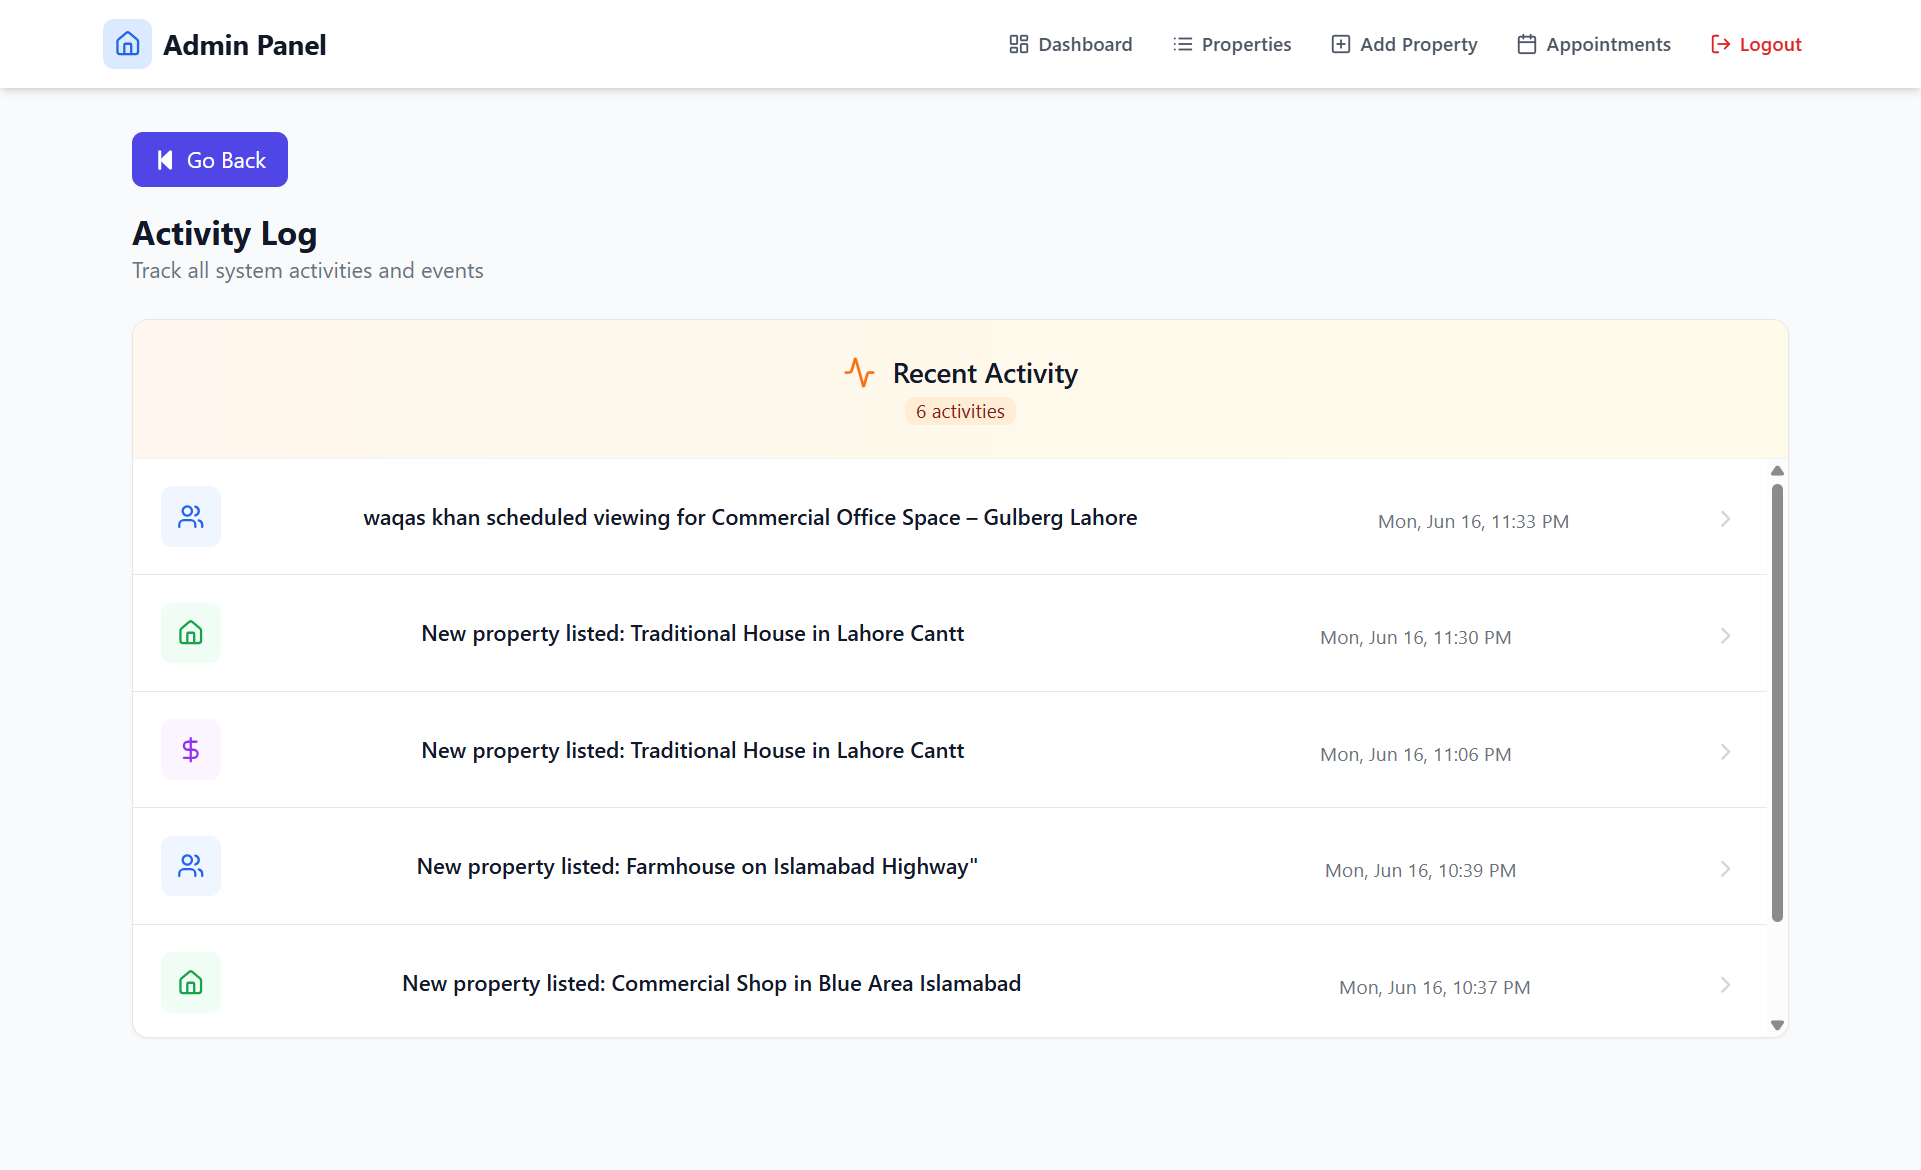 Admin Panel
Dashboard
Properties
Add Property
Appointments
Logout
Go Back
Activity Log
Track all system activities and events
Recent Activity
6 activities
waqas khan scheduled viewing for Commercial Office Space – Gulberg Lahore
Mon, Jun 16, 11:33 PM
New property listed: Traditional House in Lahore Cantt
Mon, Jun 16, 11:30 PM
New property listed: Traditional House in Lahore Cantt
Mon, Jun 16, 11:06 PM
New property listed: Farmhouse on Islamabad Highway"
Mon, Jun 16, 10:39 PM
New property listed: Commercial Shop in Blue Area Islamabad
Mon, Jun 16, 10:37 PM